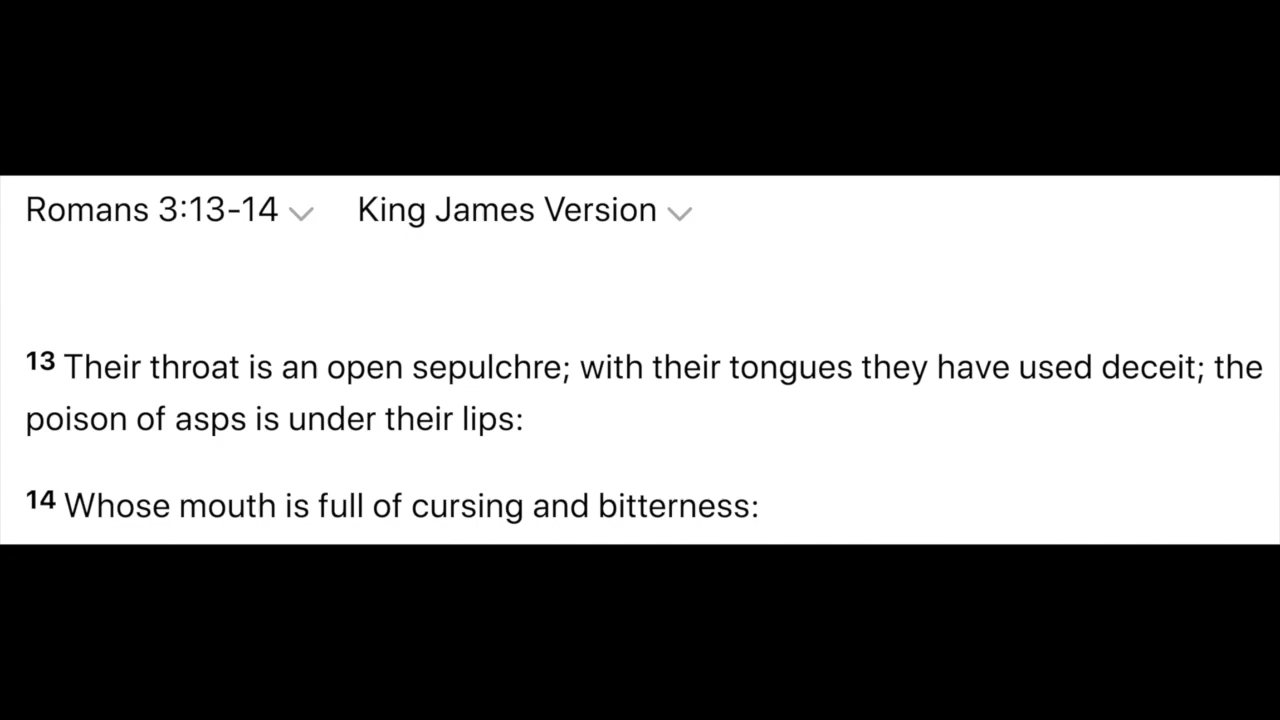 Romans 3:13-14 King James Version
13 Their throat is an open sepulchre; with their tongues they have used deceit; the
poison of asps is under their lips:
14 Whose mouth is full of cursing and bitterness: